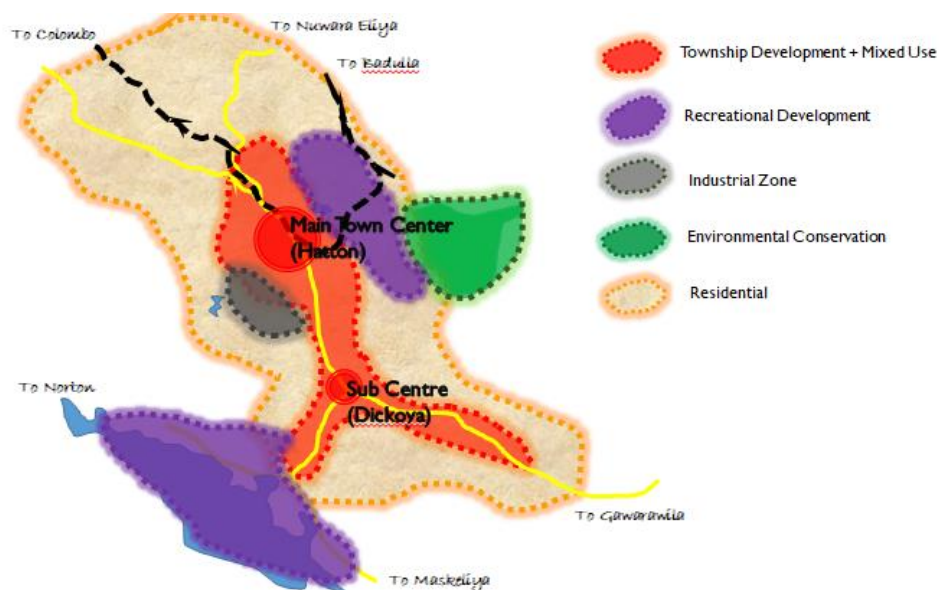 To Colombo
To Nuwara Eliya
To Badulla
Township Development + Mixed Use
Recreational Development
Industrial Zone
Environmental Conservation
Residential
Main Town Center
(Hatton)
Sub Centre
(Dickoya)
To Norton
To Gawarawila
To Maskeliya